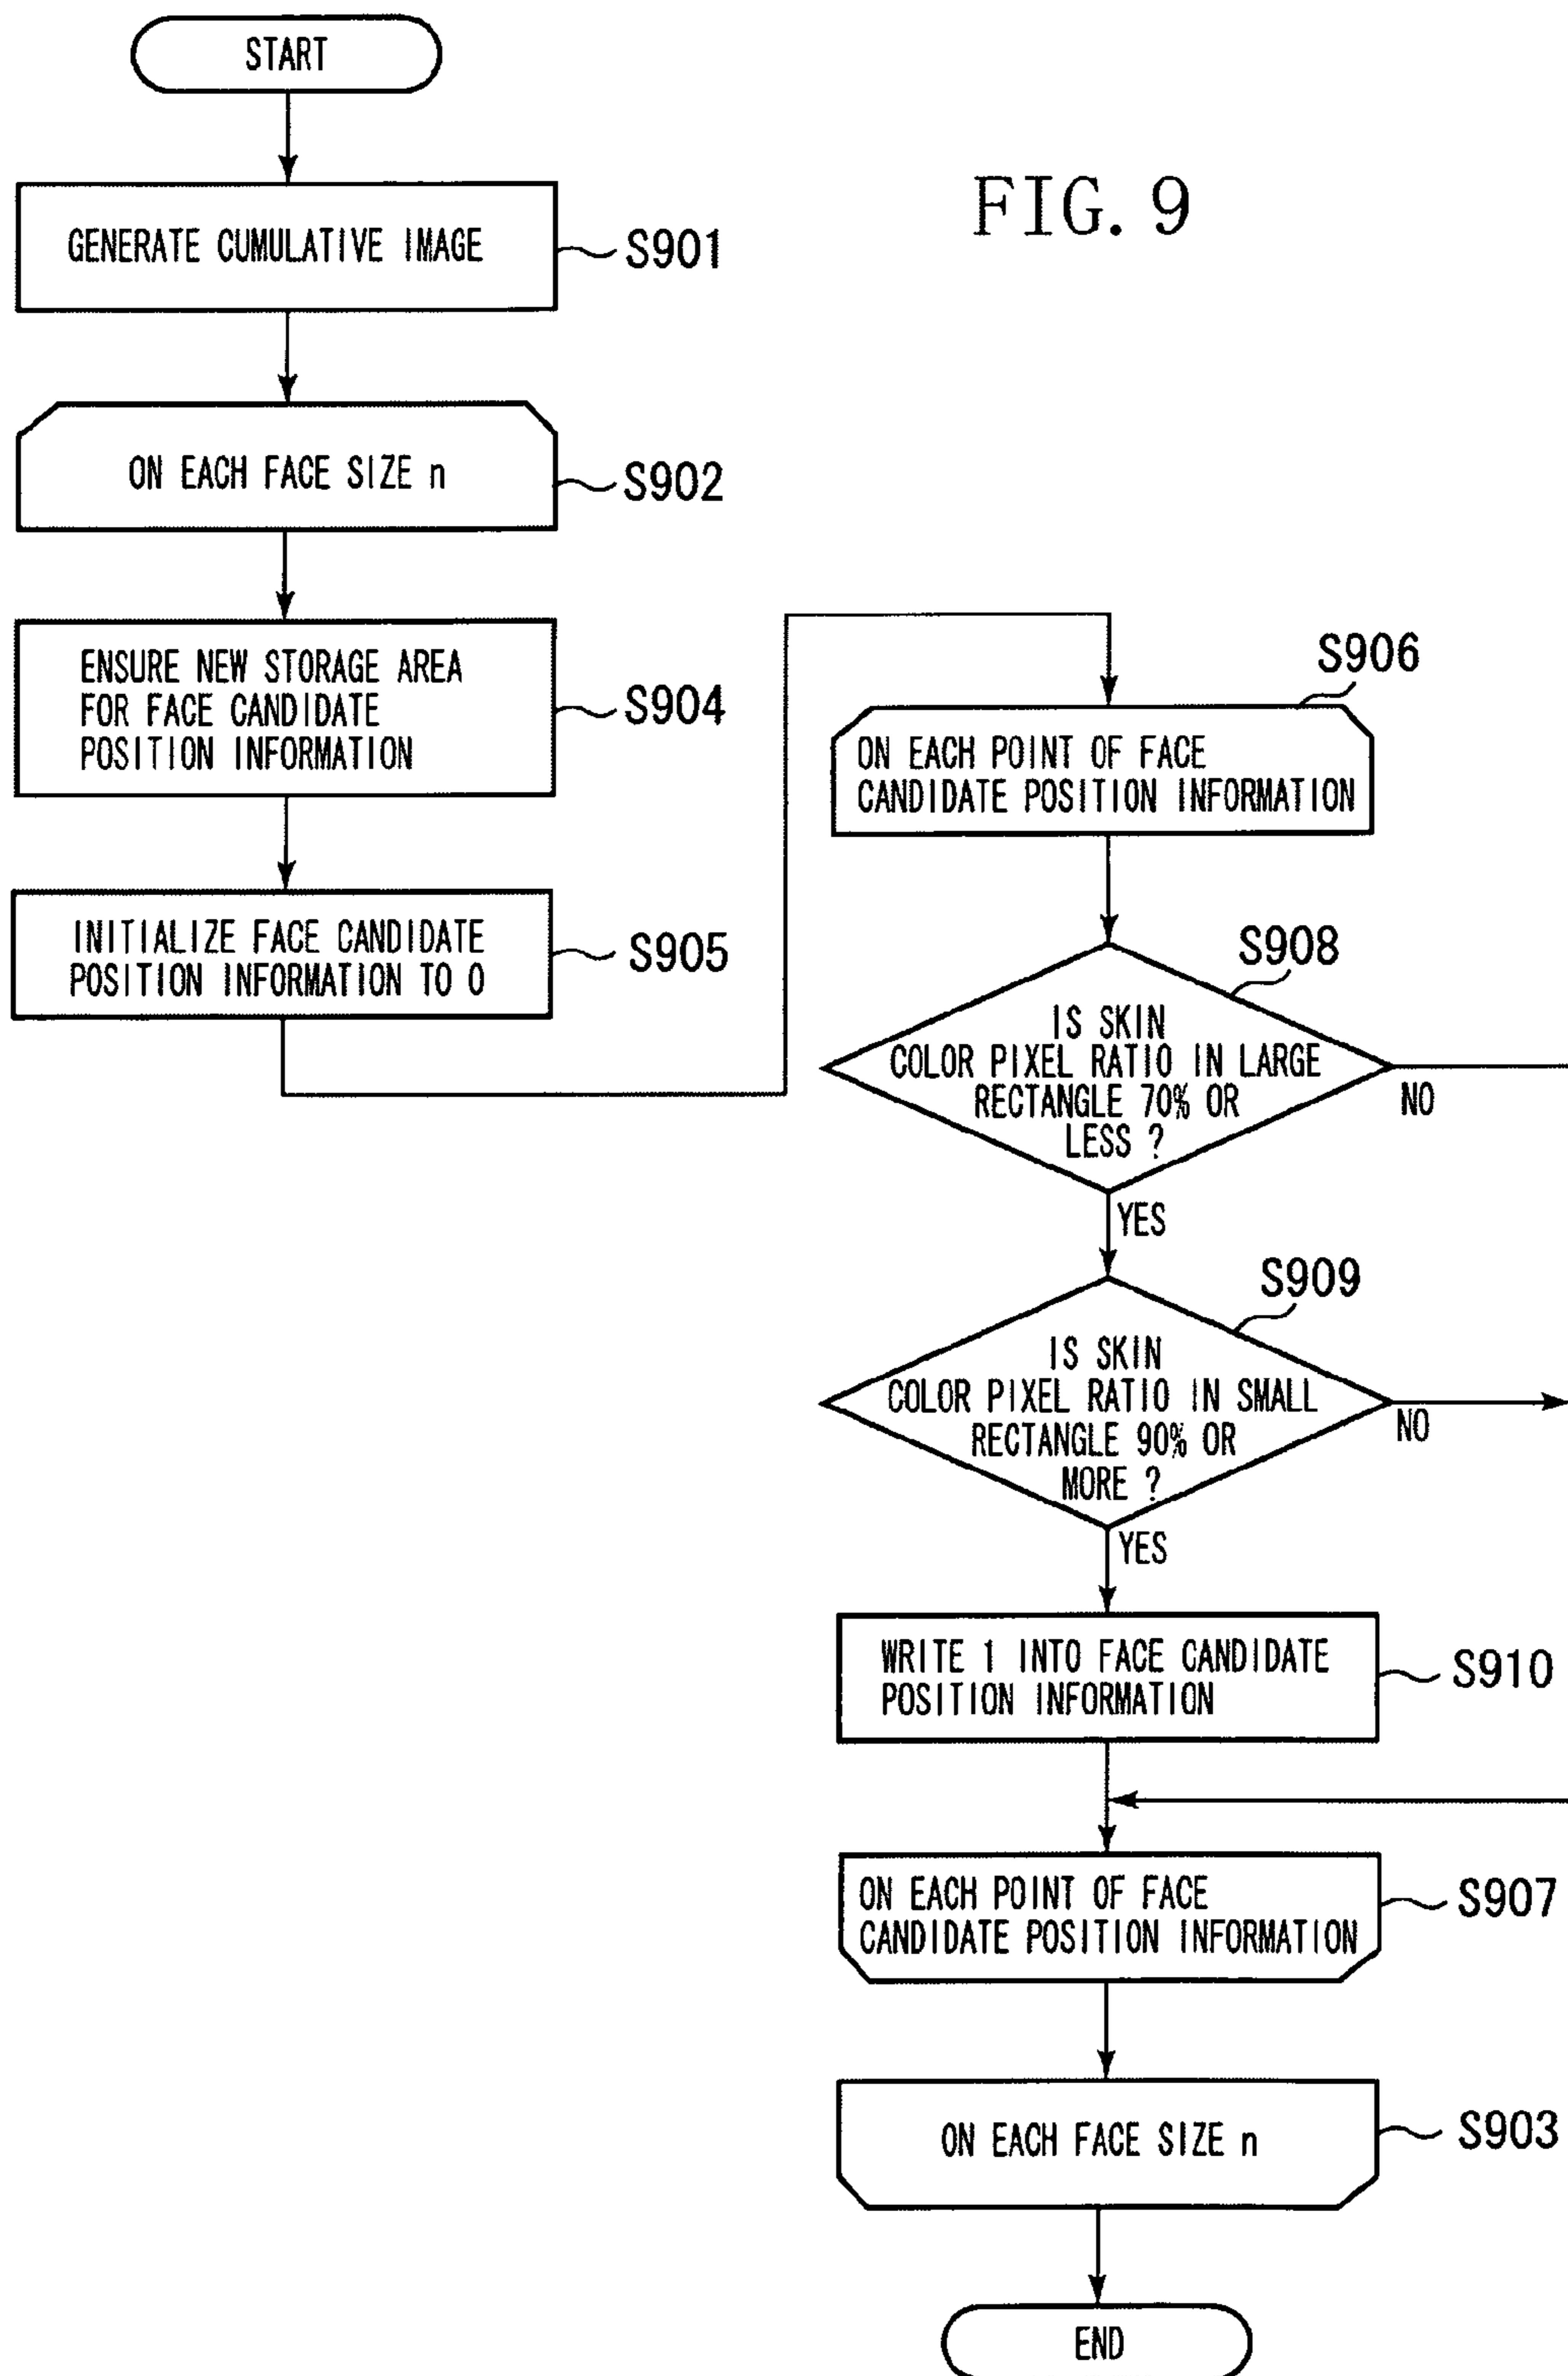 FIG. 9
START
GENERATE CUMULATIVE IMAGE
S901
ON EACH FACE SIZE n
S902
ENSURE NEW STORAGE AREA
FOR FACE CANDIDATE
POSITION INFORMATION
S904
INITIALIZE FACE CANDIDATE
POSITION INFORMATION TO 0
S905
S906
ON EACH POINT OF FACE
CANDIDATE POSITION INFORMATION
S908
IS SKIN
COLOR PIXEL RATIO IN LARGE
RECTANGLE 70% OR
LESS ?
NO
YES
S909
IS SKIN
COLOR PIXEL RATIO IN SMALL
RECTANGLE 90% OR
MORE ?
NO
YES
WRITE 1 INTO FACE CANDIDATE
POSITION INFORMATION
S910
ON EACH POINT OF FACE
CANDIDATE POSITION INFORMATION
S907
ON EACH FACE SIZE n
S903
END